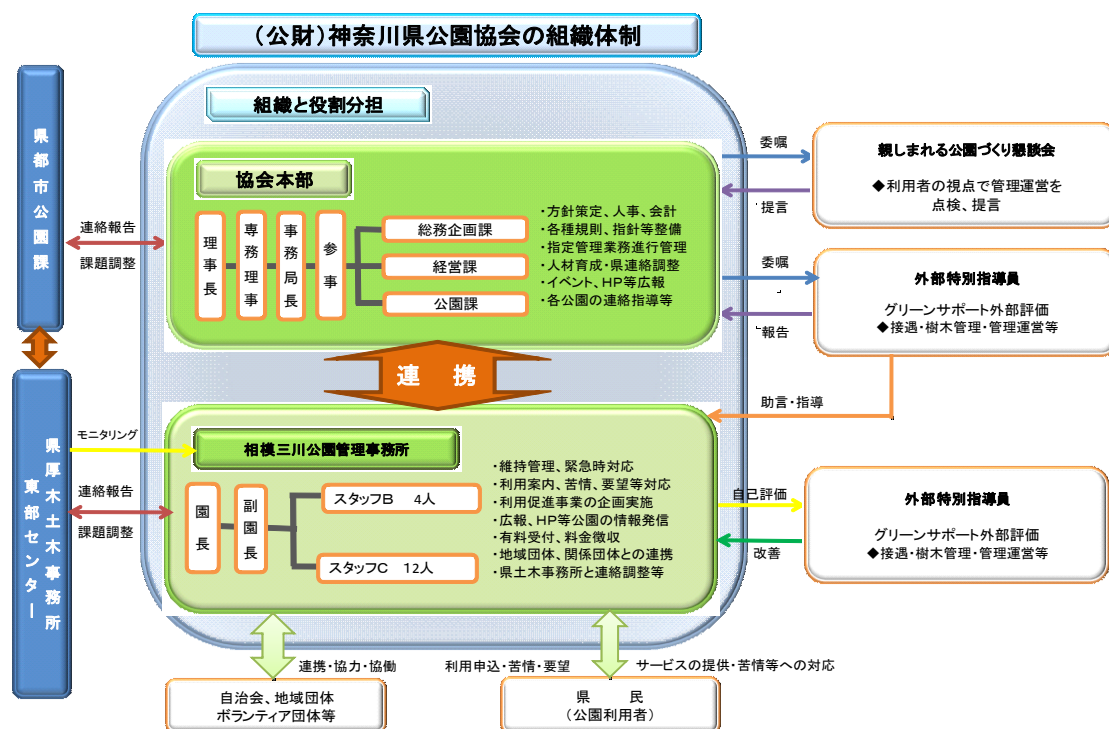 （公財）神奈川県公園協会の組織体制
組織と役割分担
県都市公園課
連絡報告
課題調整
協会本部
理事長
専務理事
事務局長
参事
総務企画課
経営課
公園課
・方針策定、人事、会計
・各種規則、指針等整備
・指定管理業務進行管理
・人材育成・県連絡調整
・イベント、HP等広報
・各公園の連絡指導等
委嘱
提言
親しまれる公園づくり懇談会
◆利用者の視点で管理運営を
点検、提言
委嘱
報告
外部特別指導員
グリーンサポート外部評価
◆接遇・樹木管理・管理運営等
助言・指導
連 携
県厚木土木事務所
東部センター
モニタリング
連絡報告
課題調整
相模三川公園管理事務所
園長
副園長
スタッフB 4人
スタッフC 12人
・維持管理、緊急時対応
・利用案内、苦情、要望等対応
・利用促進事業の企画実施
・広報、HP等公園の情報発信
・有料受付、料金徴収
・地域団体、関係団体との連携
・県土木事務所と連絡調整等
自己評価
改善
外部特別指導員
グリーンサポート外部評価
◆接遇・樹木管理・管理運営等
連携・協力・協働
利用申込・苦情・要望
サービスの提供・苦情等への対応
自治会、地域団体
ボランティア団体等
県 民
（公園利用者）